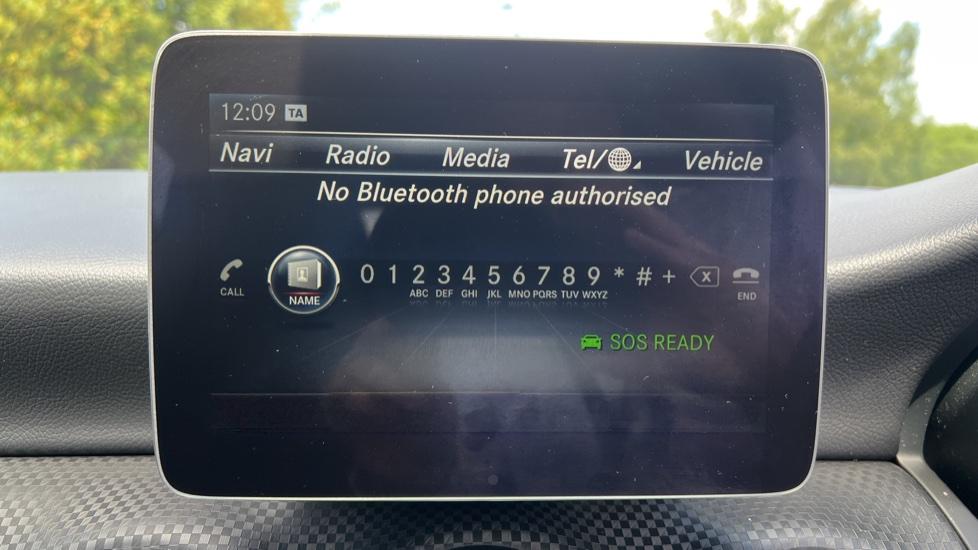 12:09 TA
Navi Radio Media Tel/ Vehicle
No Bluetooth phone authorised
0 1 2 3 4 5 6 7 8 9 * # +
ABC DEF GHI JKL MNO PQRS TUV WXYZ
CALL NAME END
SOS READY